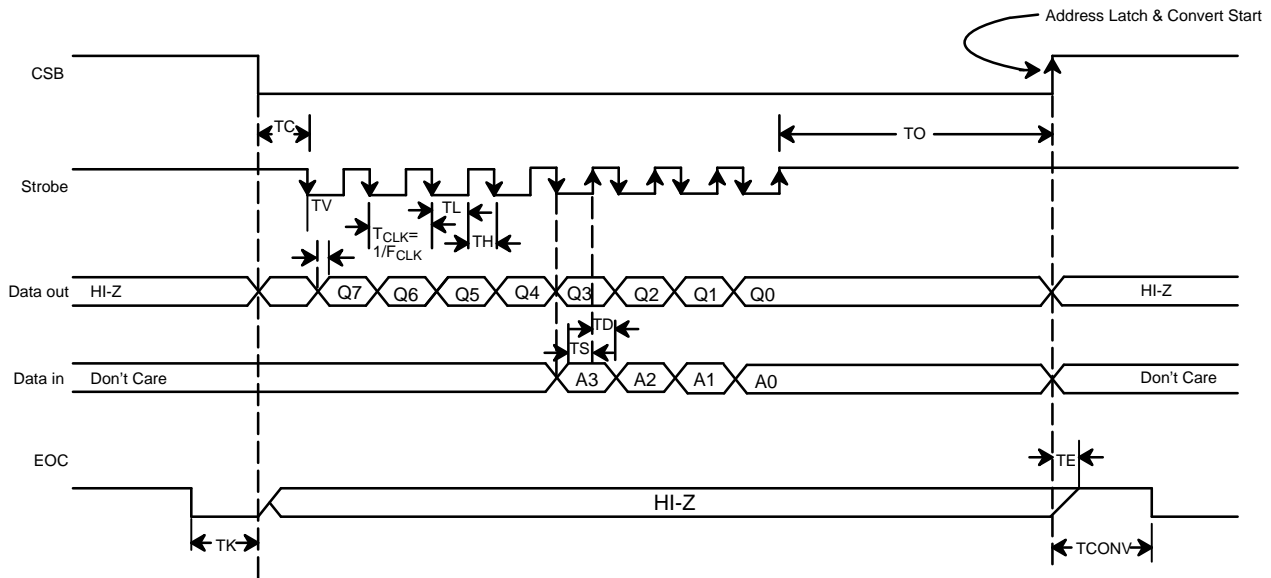 Address Latch & Convert Start
CSB
TC
TO
Strobe
TV
TL
TCLK=
1/FCLK
TH
Data out
HI-Z
Q7
Q6
Q5
Q4
Q3
Q2
Q1
Q0
HI-Z
TD
TS
Data in
Don't Care
A3
A2
A1
A0
Don't Care
EOC
TE
HI-Z
TK
TCONV